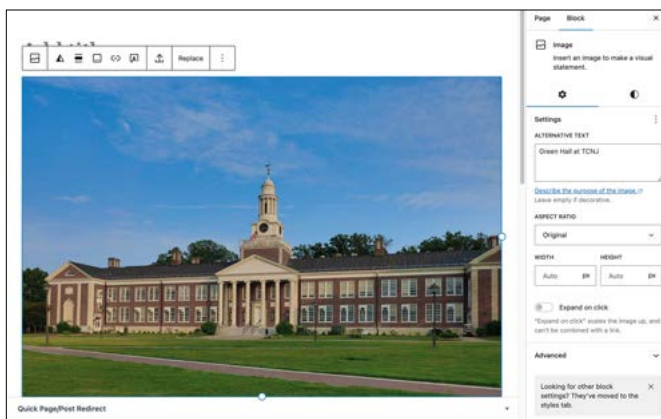 Replace
Quick Page/Post Redirect
Page Block
Image
Insert an image to make a visual
statement.
Settings
ALTERNATIVE TEXT
Green Hall at TCNJ
Describe the purpose of the image.
Leave empty if decorative.
ASPECT RATIO
Original
WIDTH HEIGHT
Auto px Auto px
Expand on click
"Expand on click" scales the image up, and
can't be combined with a link.
Advanced
Looking for other block
settings? They've moved to the
styles tab.